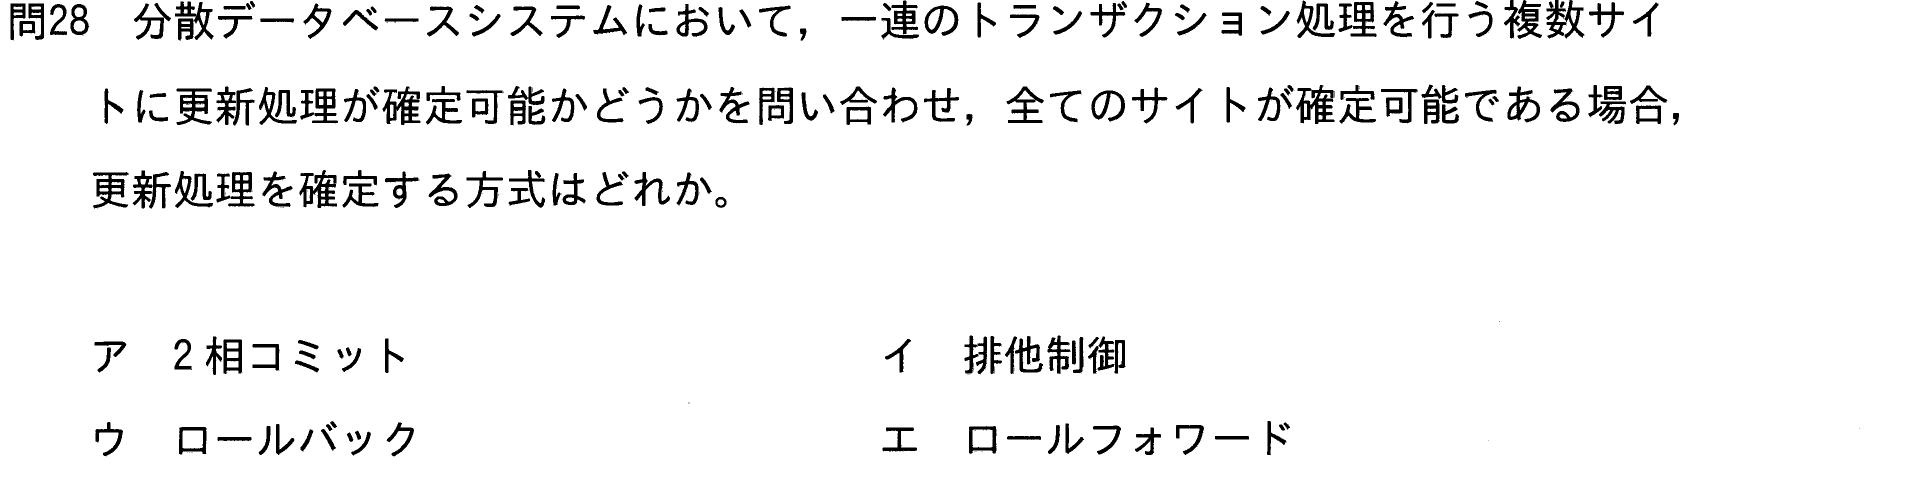 問28　分散データベースシステムにおいて，一連のトランザクション処理を行う複数サイ
トに更新処理が確定可能かどうかを問い合わせ，全てのサイトが確定可能である場合，
更新処理を確定する方式はどれか。
ア　2相コミット　イ　排他制御
ウ　ロールバック　エ　ロールフォワード